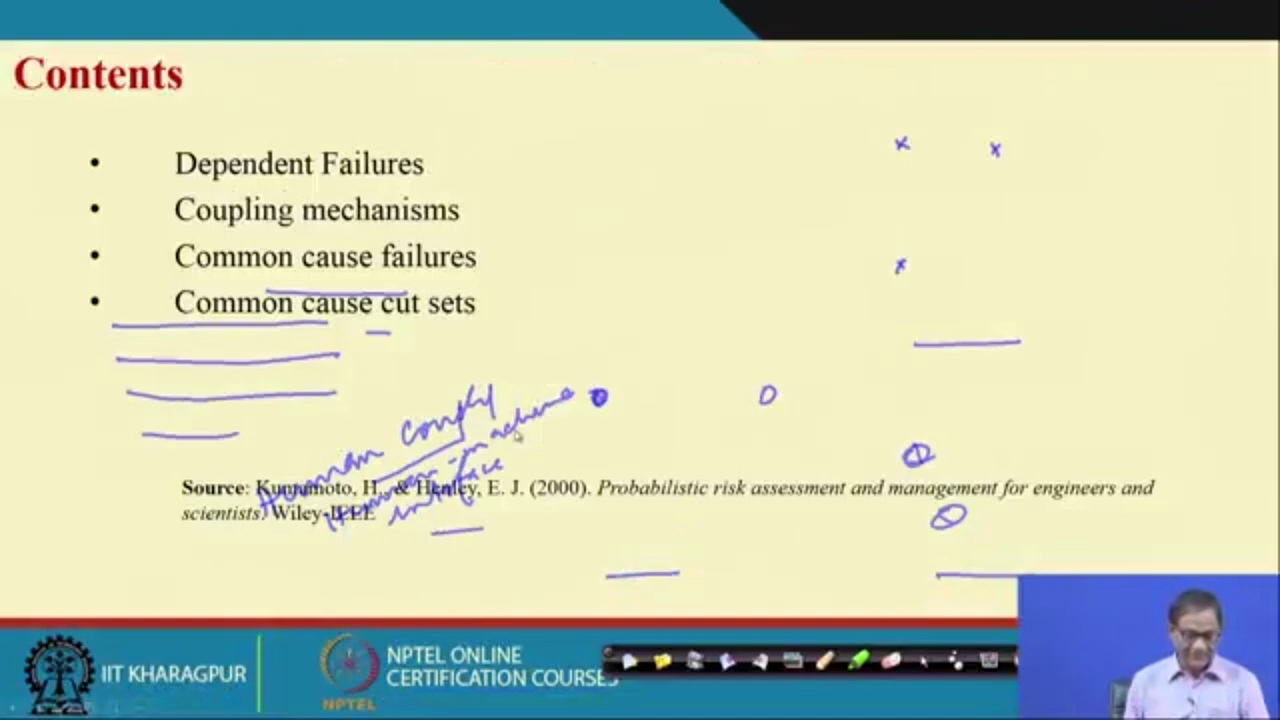 Contents
• Dependent Failures
• Coupling mechanisms
• Common cause failures
• Common cause cut sets
Human coupl
Human-machine
interface
Source: Kumamoto, H., & Henley, E. J. (2000). Probabilistic risk assessment and management for engineers and
scientists. Wiley-IEEE
IIT KHARAGPUR
NPTEL
NPTEL ONLINE
CERTIFICATION COURSES